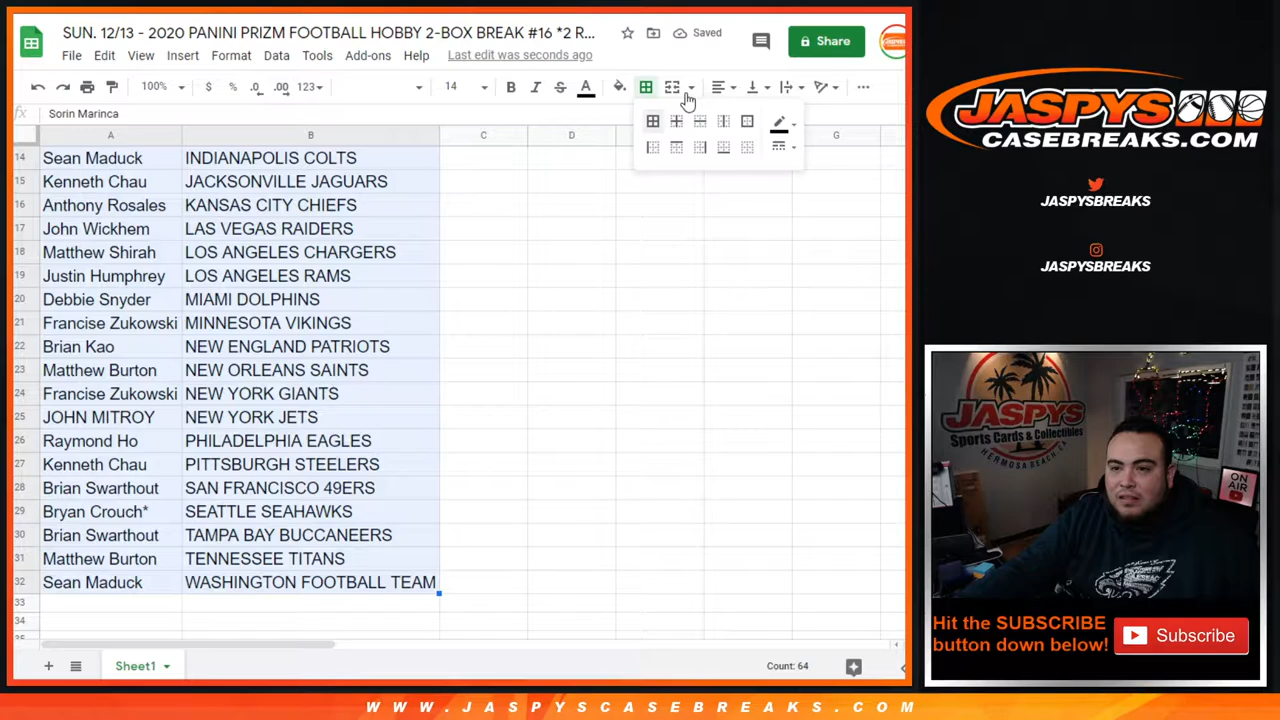 SUN. 12/13 - 2020 PANINI PRIZM FOOTBALL HOBBY 2-BOX BREAK #16 *2 R...
Saved
Share
File Edit View Insert Format Data Tools Add-ons Help Last edit was seconds ago
100% $ % .0 .00 123 14 B I S A
fx Sorin Marinca
A B C D G
14 Sean Maduck INDIANAPOLIS COLTS
15 Kenneth Chau JACKSONVILLE JAGUARS
16 Anthony Rosales KANSAS CITY CHIEFS
17 John Wickhem LAS VEGAS RAIDERS
18 Matthew Shirah LOS ANGELES CHARGERS
19 Justin Humphrey LOS ANGELES RAMS
20 Debbie Snyder MIAMI DOLPHINS
21 Francise Zukowski MINNESOTA VIKINGS
22 Brian Kao NEW ENGLAND PATRIOTS
23 Matthew Burton NEW ORLEANS SAINTS
24 Francise Zukowski NEW YORK GIANTS
25 JOHN MITROY NEW YORK JETS
26 Raymond Ho PHILADELPHIA EAGLES
27 Kenneth Chau PITTSBURGH STEELERS
28 Brian Swarthout SAN FRANCISCO 49ERS
29 Bryan Crouch* SEATTLE SEAHAWKS
30 Brian Swarthout TAMPA BAY BUCCANEERS
31 Matthew Burton TENNESSEE TITANS
32 Sean Maduck WASHINGTON FOOTBALL TEAM
33
34
Sheet1
Count: 64
JASPYS
CASEBREAKS.COM
JASPYSBREAKS
JASPYSBREAKS
JASPYS
Sports Cards & Collectibles
HERMOSA BEACH, CA
ON AIR
Hit the SUBSCRIBE
button down below!
Subscribe
WWW.JASPYSCASEBREAKS.COM